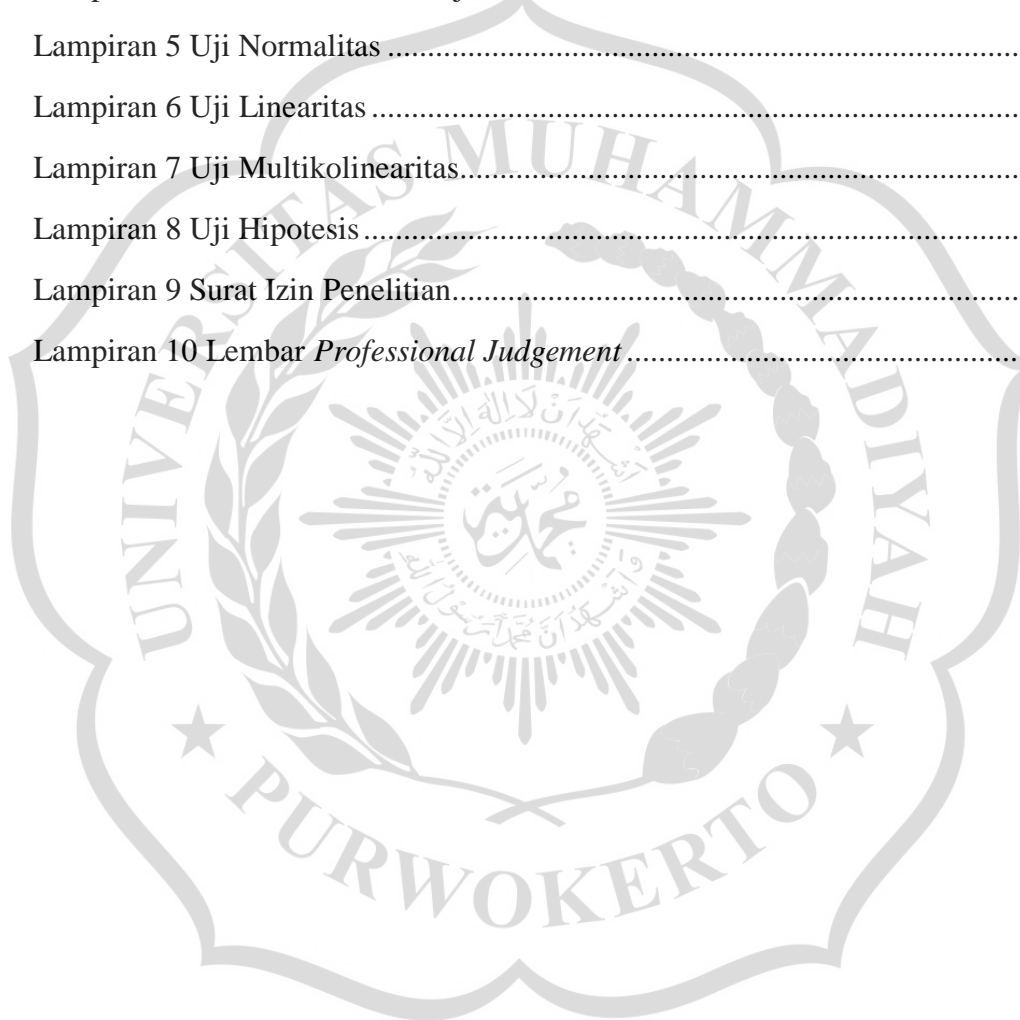 Lampiran 5 Uji Normalitas ..........................................................................
Lampiran 6 Uji Linearitas ............................................................................
Lampiran 7 Uji Multikolinearitas.................................................................
Lampiran 8 Uji Hipotesis .............................................................................
Lampiran 9 Surat Izin Penelitian..................................................................
Lampiran 10 Lembar Professional Judgement ............................................
UNIVERSITAS MUHAMMADIYAH
PURWOKERTO